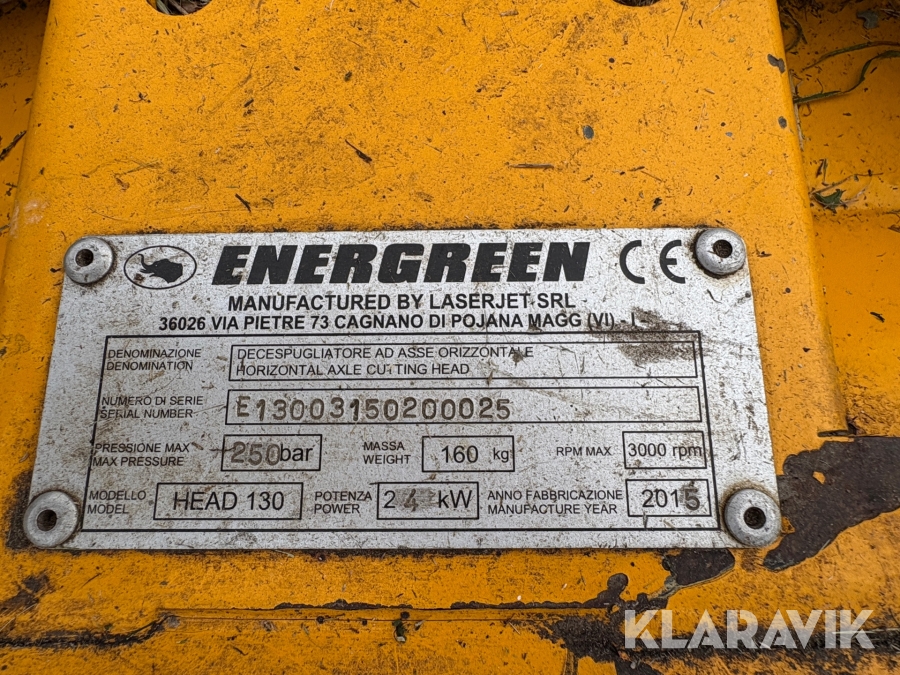 ENERGREEN CE
MANUFACTURED BY LASERJET SRL
36026 VIA PIETRE 73 CAGNANO DI POJANA MAGG (VI) - I
DENOMINAZIONE
DENOMINATION
DECESPUGLIATORE AD ASSE ORIZZONTALE
HORIZONTAL AXLE CUTTING HEAD
NUMERO DI SERIE
SERIAL NUMBER
E13003150200025
PRESSIONE MAX
MAX PRESSURE
250 bar
MASSA
WEIGHT
160 kg
RPM MAX
3000 rpm
MODELLO
MODEL
HEAD 130
POTENZA
POWER
24 kW
ANNO FABBRICAZIONE
MANUFACTURE YEAR
2015
KLARAVIK